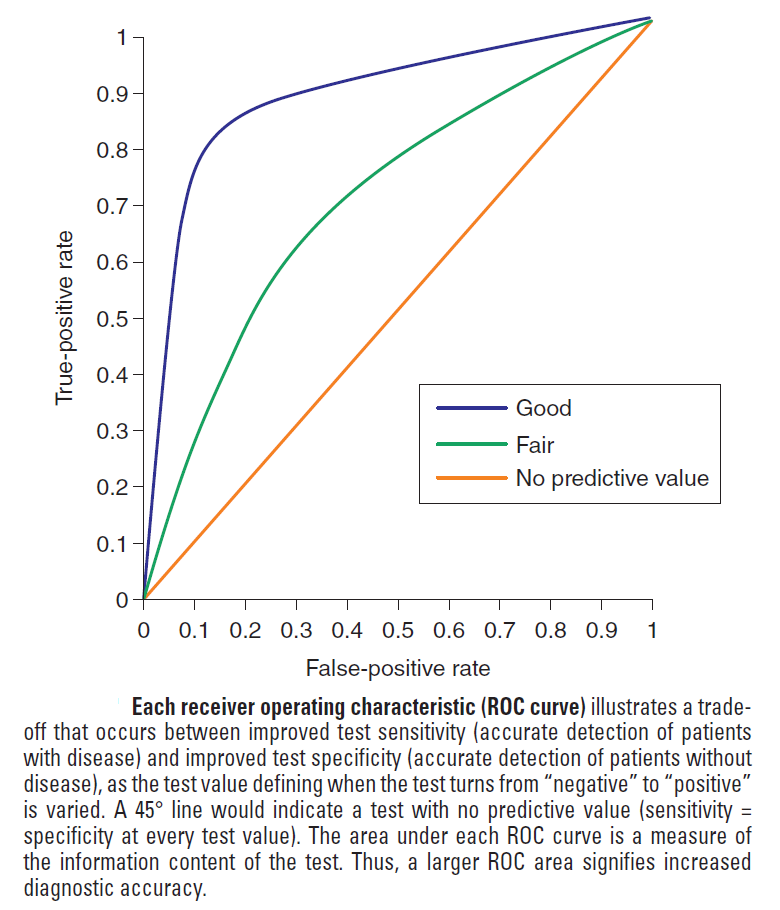 1
0.9
0.8
0.7
0.6
0.5
0.4
0.3
0.2
0.1
0
True-positive rate
Good
Fair
No predictive value
0 0.1 0.2 0.3 0.4 0.5 0.6 0.7 0.8 0.9 1
False-positive rate
Each receiver operating characteristic (ROC curve) illustrates a trade-
off that occurs between improved test sensitivity (accurate detection of patients
with disease) and improved test specificity (accurate detection of patients without
disease), as the test value defining when the test turns from “negative” to “positive”
is varied. A 45° line would indicate a test with no predictive value (sensitivity =
specificity at every test value). The area under each ROC curve is a measure of
the information content of the test. Thus, a larger ROC area signifies increased
diagnostic accuracy.